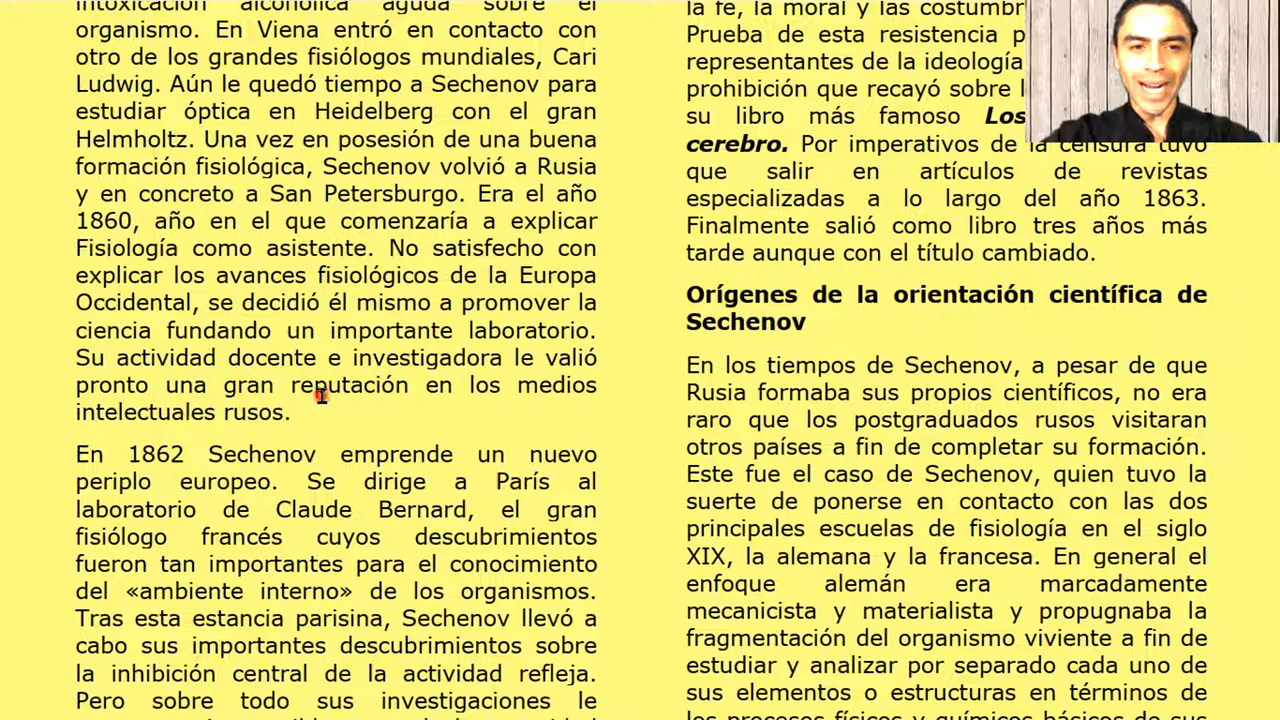 intoxicación alcohólica aguda sobre el
organismo. En Viena entró en contacto con
otro de los grandes fisiólogos mundiales, Cari
Ludwig. Aún le quedó tiempo a Sechenov para
estudiar óptica en Heidelberg con el gran
Helmholtz. Una vez en posesión de una buena
formación fisiológica, Sechenov volvió a Rusia
y en concreto a San Petersburgo. Era el año
1860, año en el que comenzaría a explicar
Fisiología como asistente. No satisfecho con
explicar los avances fisiológicos de la Europa
Occidental, se decidió él mismo a promover la
ciencia fundando un importante laboratorio.
Su actividad docente e investigadora le valió
pronto una gran reputación en los medios
intelectuales rusos.
En 1862 Sechenov emprende un nuevo
periplo europeo. Se dirige a París al
laboratorio de Claude Bernard, el gran
fisiólogo francés cuyos descubrimientos
fueron tan importantes para el conocimiento
del «ambiente interno» de los organismos.
Tras esta estancia parisina, Sechenov llevó a
cabo sus importantes descubrimientos sobre
la inhibición central de la actividad refleja.
Pero sobre todo sus investigaciones le
la fe, la moral y las costumbr
Prueba de esta resistencia p
representantes de la ideología
prohibición que recayó sobre l
su libro más famoso Los
cerebro. Por imperativos de la censura tuvo
que salir en artículos de revistas
especializadas a lo largo del año 1863.
Finalmente salió como libro tres años más
tarde aunque con el título cambiado.
Orígenes de la orientación científica de
Sechenov
En los tiempos de Sechenov, a pesar de que
Rusia formaba sus propios científicos, no era
raro que los postgraduados rusos visitaran
otros países a fin de completar su formación.
Este fue el caso de Sechenov, quien tuvo la
suerte de ponerse en contacto con las dos
principales escuelas de fisiología en el siglo
XIX, la alemana y la francesa. En general el
enfoque alemán era marcadamente
mecanicista y materialista y propugnaba la
fragmentación del organismo viviente a fin de
estudiar y analizar por separado cada uno de
sus elementos o estructuras en términos de
los procesos físicos y químicos básicos de sus